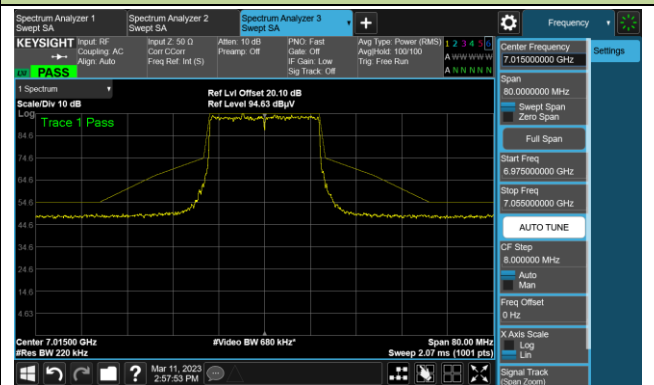 Spectrum Analyzer 1
Swept SA
Spectrum Analyzer 2
Swept SA
Spectrum Analyzer 3
Swept SA
+
Frequency
KEYSIGHT
Input: RF
Coupling: AC
Align: Auto
Input Z: 50 Ω
Corr CCorr
Freq Ref: Int (S)
Atten: 10 dB
Preamp: Off
PNO: Fast
Gate: Off
IF Gain: Low
Sig Track: Off
Avg Type: Power (RMS)
Avg|Hold: 100/100
Trig: Free Run
1 2 3 4 5 6
A W W W W W
A N N N N N
LXI
PASS
1 Spectrum
Scale/Div 10 dB
Ref Lvl Offset 20.10 dB
Ref Level 94.63 dBµV
Log
Trace 1 Pass
84.6
74.6
64.6
54.6
44.6
34.6
24.6
14.6
4.63
Center 7.01500 GHz
#Res BW 220 kHz
#Video BW 680 kHz*
Span 80.00 MHz
Sweep 2.07 ms (1001 pts)
Mar 11, 2023
2:57:53 PM
Center Frequency
7.015000000 GHz
Settings
Span
80.0000000 MHz
Swept Span
Zero Span
Full Span
Start Freq
6.975000000 GHz
Stop Freq
7.055000000 GHz
AUTO TUNE
CF Step
8.000000 MHz
Auto
Man
Freq Offset
0 Hz
X Axis Scale
Log
Lin
Signal Track
(Span Zoom)